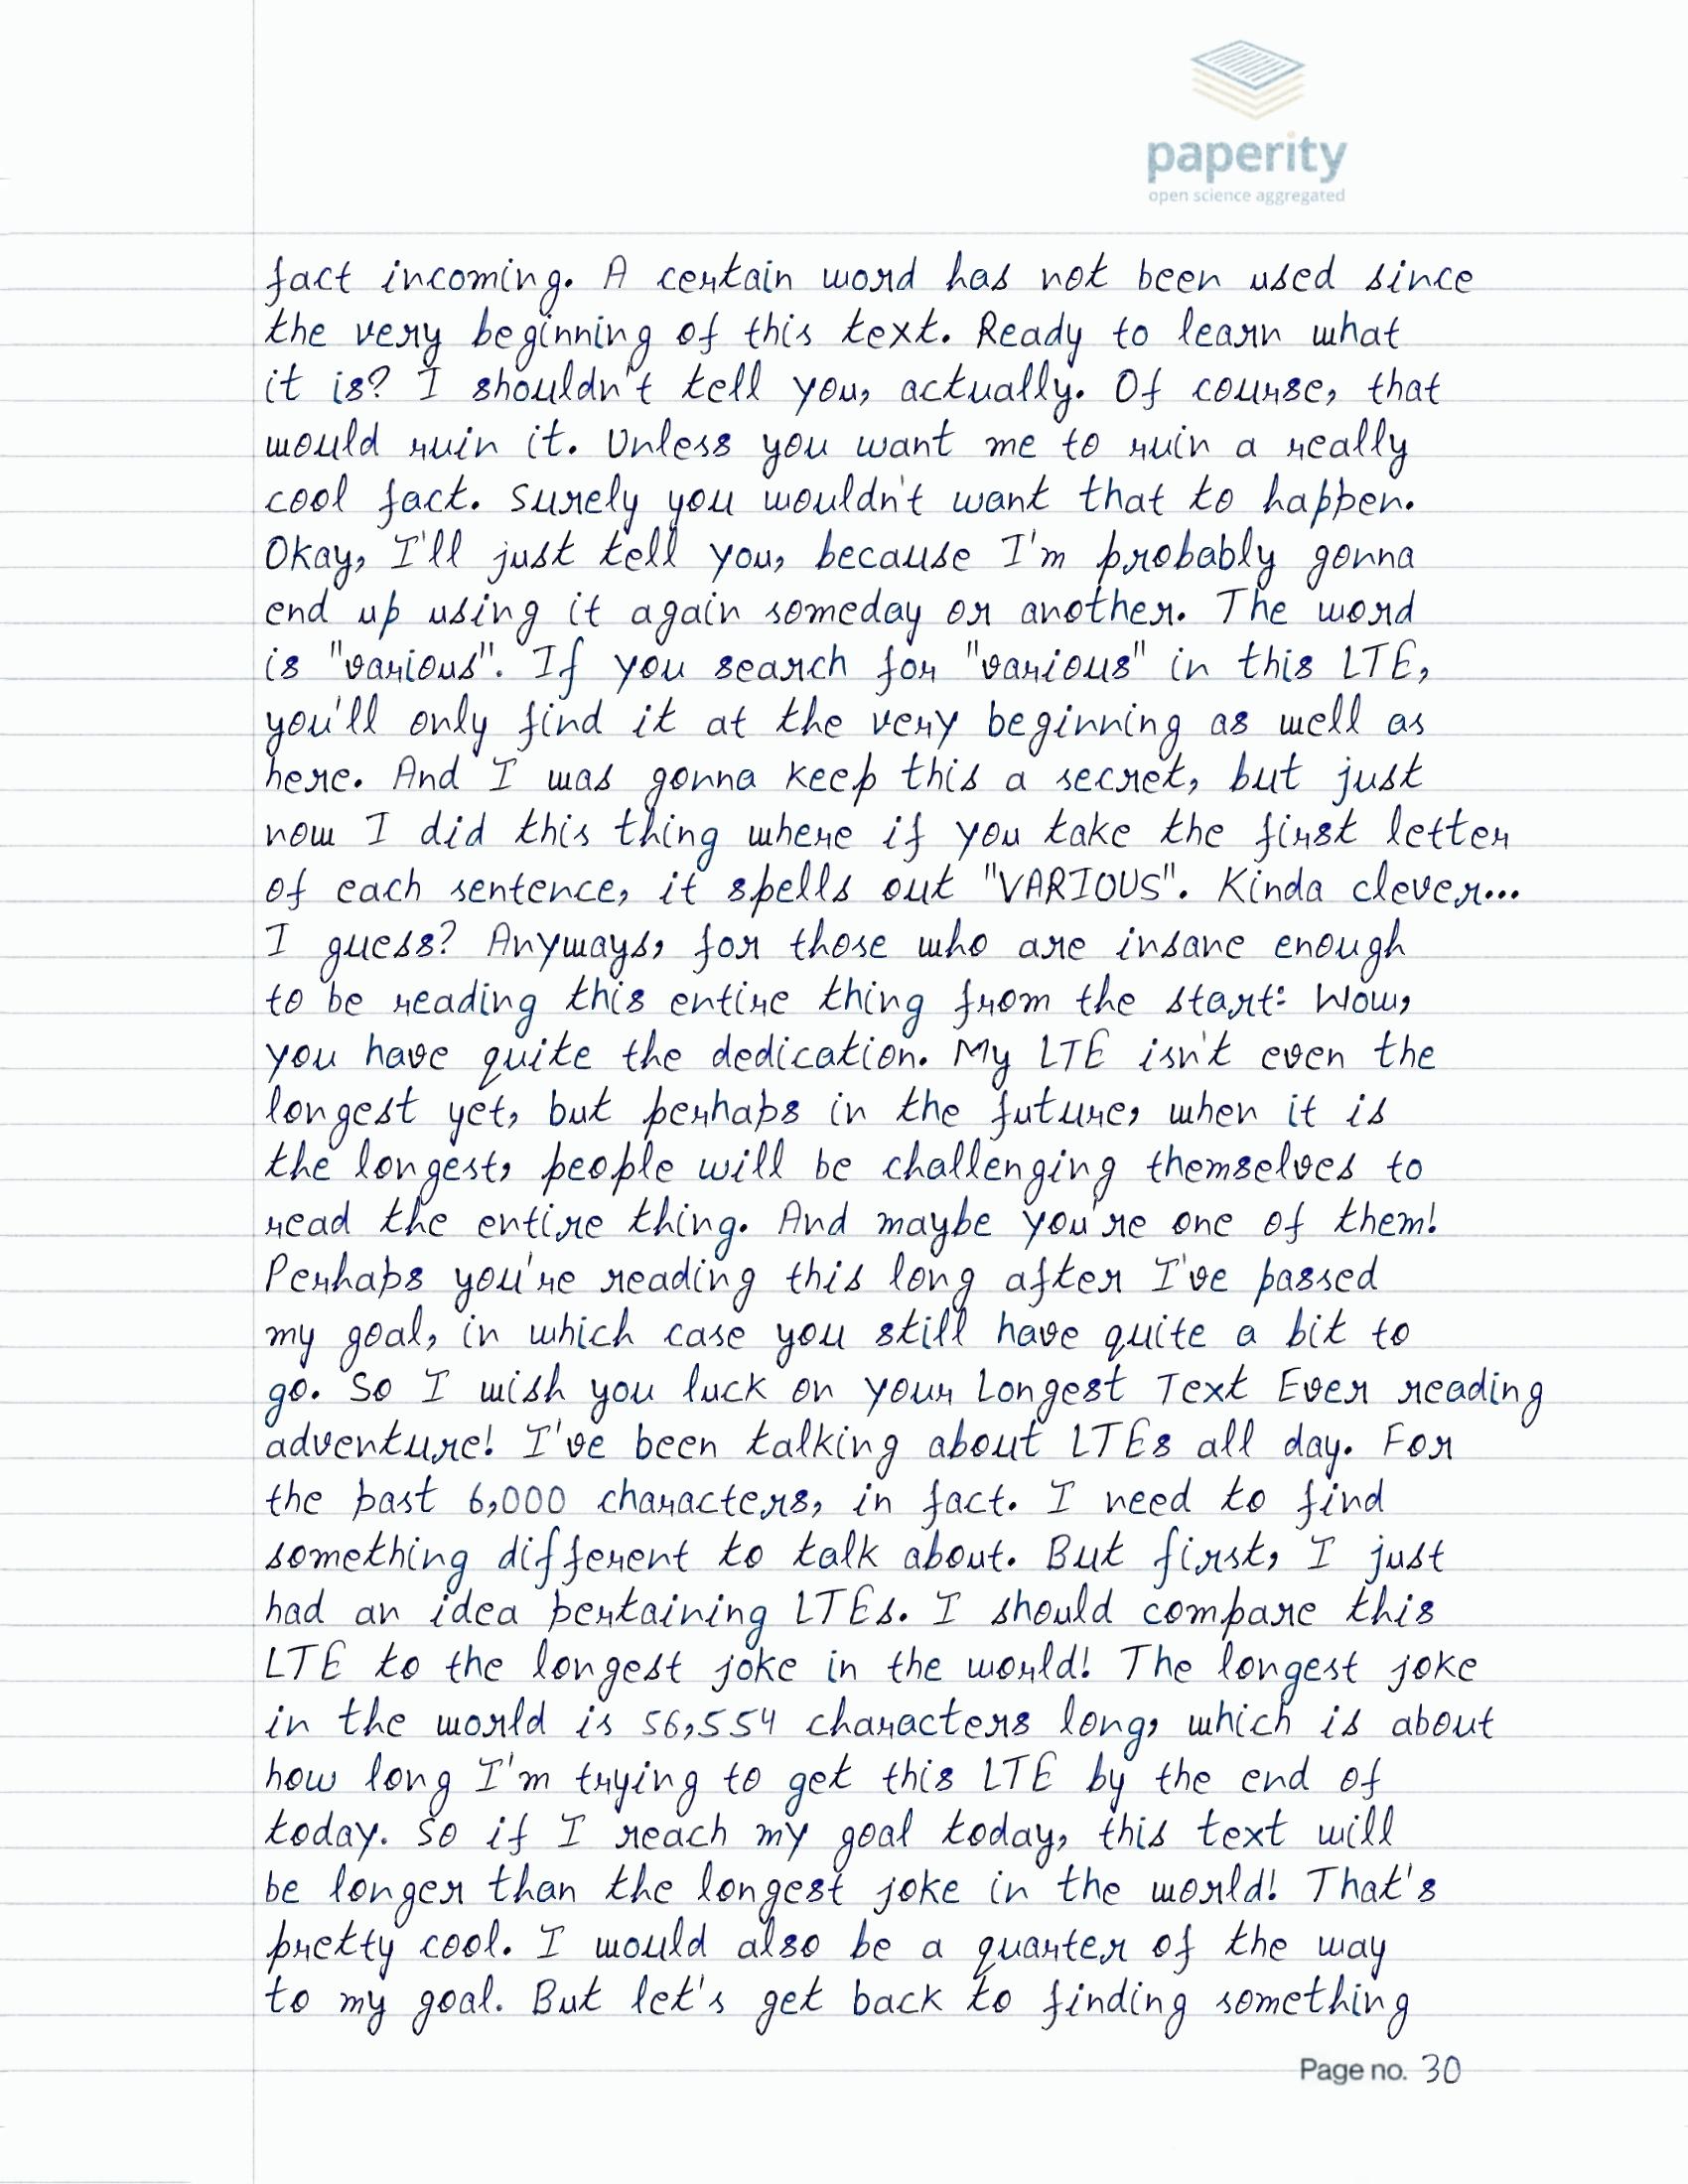 paperity
open science aggregated
fact incoming. A certain word has not been used since
the very beginning of this text. Ready to learn what
it is? I shouldn't tell you, actually. Of course, that
would ruin it. Unless you want me to ruin a really
cool fact. Surely you wouldn't want that to happen.
Okay, I'll just tell you, because I'm probably gonna
end up using it again someday or another. The word
is "various". If you search for "various" in this LTE,
you'll only find it at the very beginning as well as
here. And I was gonna keep this a secret, but just
now I did this thing where if you take the first letter
of each sentence, it spells out "VARIOUS". Kinda clever...
I guess? Anyways, for those who are insane enough
to be reading this entire thing from the start: Wow,
you have quite the dedication. My LTE isn't even the
longest yet, but perhaps in the future, when it is
the longest, people will be challenging themselves to
read the entire thing. And maybe you're one of them!
Perhaps you're reading this long after I've passed
my goal, in which case you still have quite a bit to
go. So I wish you luck on your Longest Text Ever reading
adventure! I've been talking about LTEs all day. For
the past 6,000 characters, in fact. I need to find
something different to talk about. But first, I just
had an idea pertaining LTEs. I should compare this
LTE to the longest joke in the world! The longest joke
in the world is 56,554 characters long, which is about
how long I'm trying to get this LTE by the end of
today. So if I reach my goal today, this text will
be longer than the longest joke in the world! That's
pretty cool. I would also be a quarter of the way
to my goal. But let's get back to finding something
Page no. 30